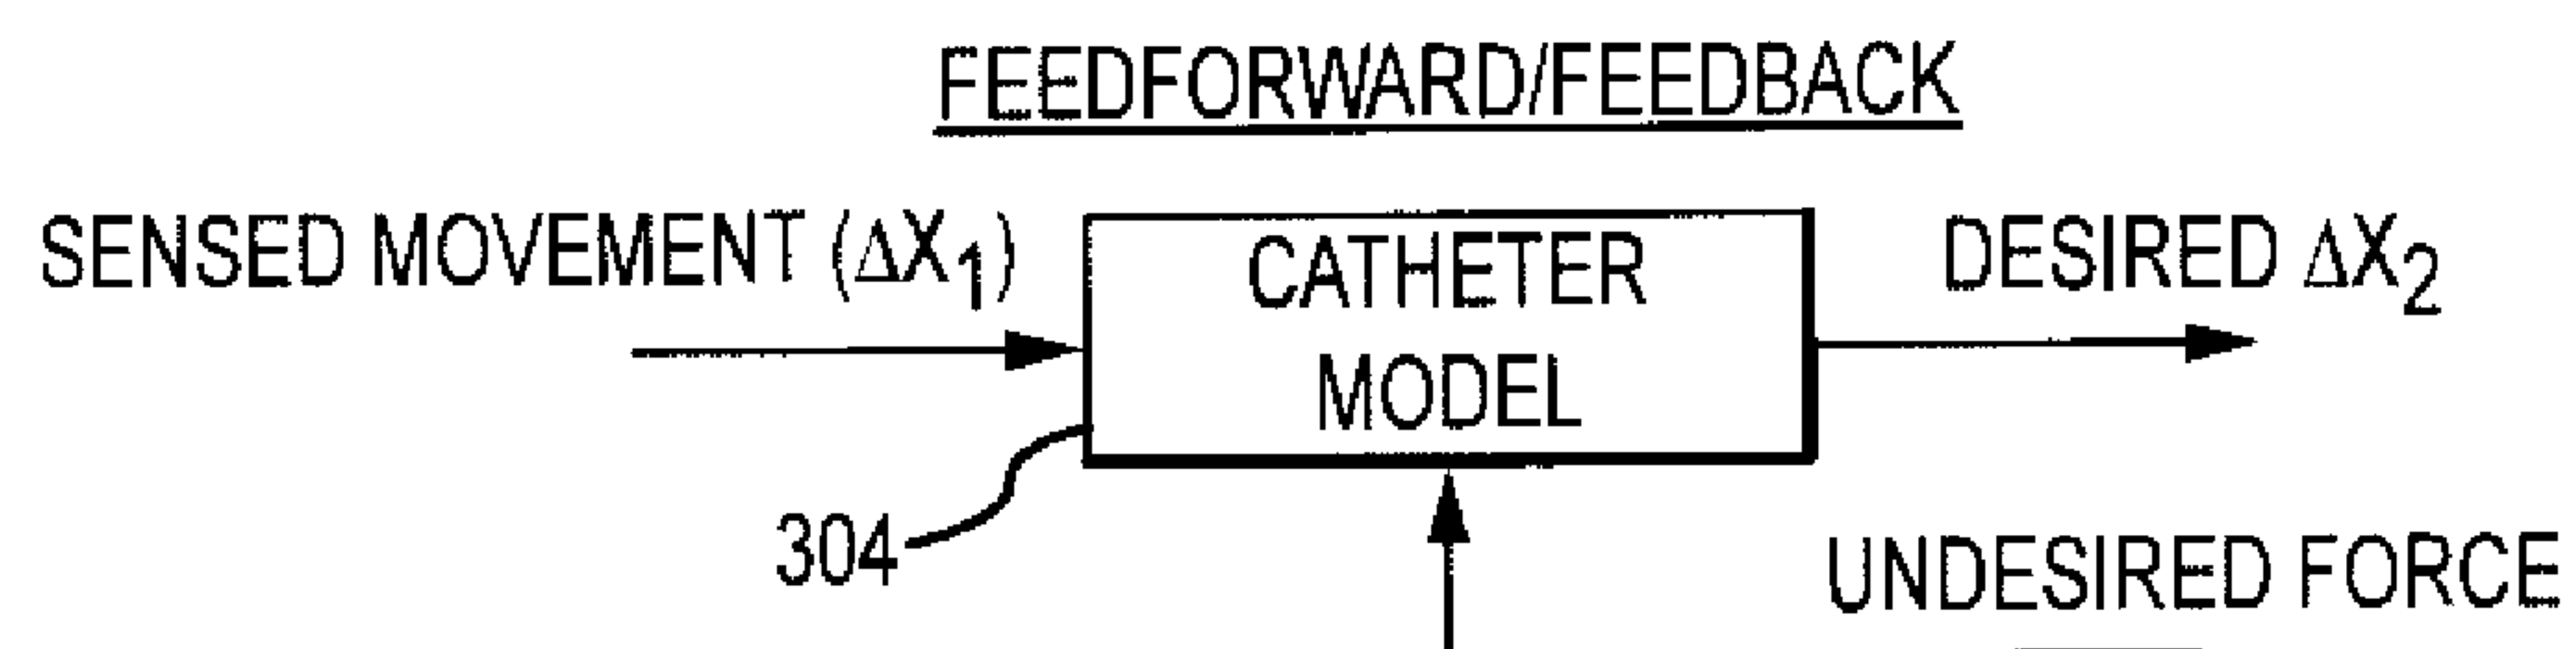 FEEDFORWARD/FEEDBACK
SENSED MOVEMENT (ΔX₁)
CATHETER
MODEL
DESIRED ΔX₂
304
UNDESIRED FORCE